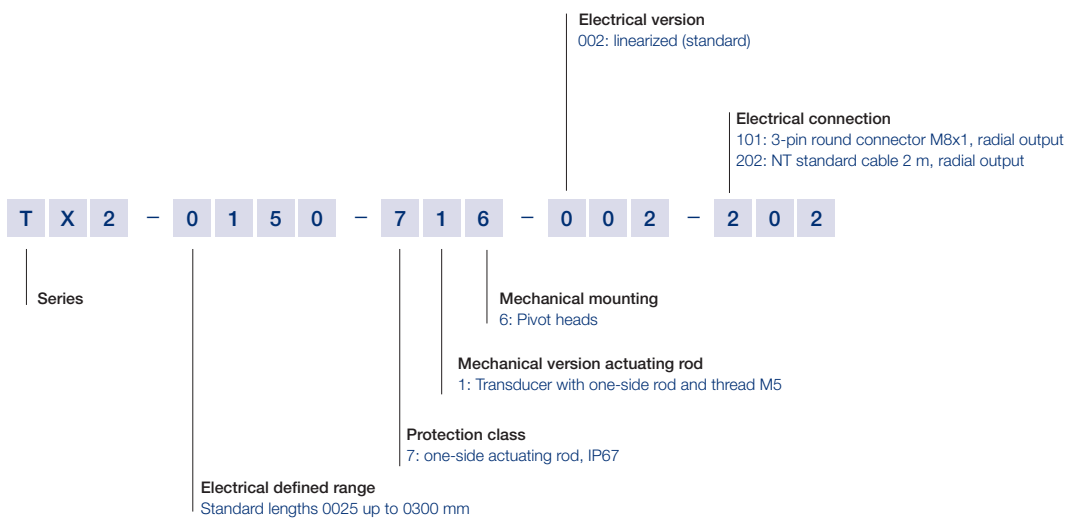 Electrical version
002: linearized (standard)
Electrical connection
101: 3-pin round connector M8x1, radial output
202: NT standard cable 2 m, radial output
T X 2 – 0 1 5 0 – 7 1 6 – 0 0 2 – 2 0 2
Series
Mechanical mounting
6: Pivot heads
Mechanical version actuating rod
1: Transducer with one-side rod and thread M5
Protection class
7: one-side actuating rod, IP67
Electrical defined range
Standard lengths 0025 up to 0300 mm